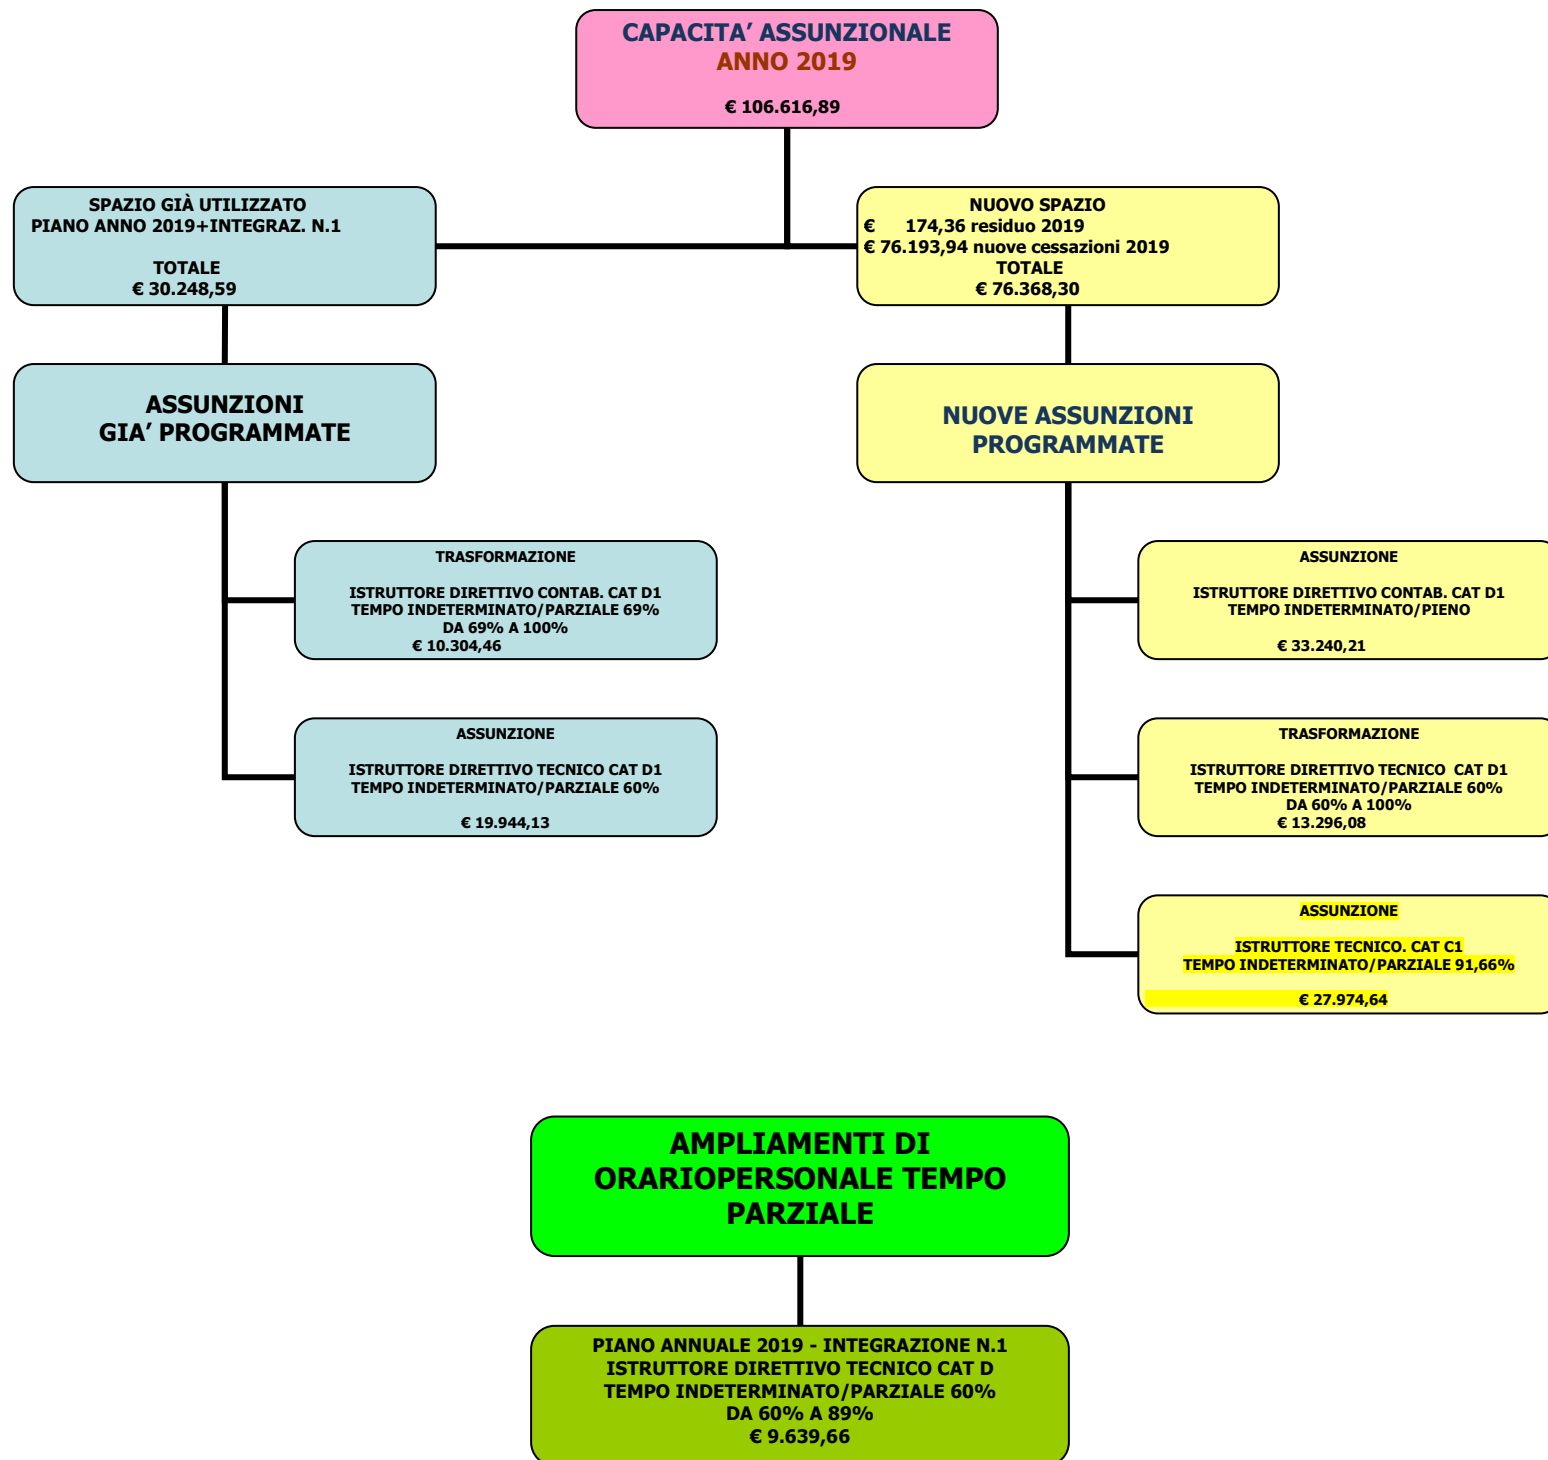 CAPACITA’ ASSUNZIONALE
ANNO 2019
€ 106.616,89
SPAZIO GIÀ UTILIZZATO
PIANO ANNO 2019+INTEGRAZ. N.1
TOTALE
€ 30.248,59
NUOVO SPAZIO
€ 174,36 residuo 2019
€ 76.193,94 nuove cessazioni 2019
TOTALE
€ 76.368,30
ASSUNZIONI
GIA’ PROGRAMMATE
NUOVE ASSUNZIONI
PROGRAMMATE
TRASFORMAZIONE
ISTRUTTORE DIRETTIVO CONTAB. CAT D1
TEMPO INDETERMINATO/PARZIALE 69%
DA 69% A 100%
€ 10.304,46
ASSUNZIONE
ISTRUTTORE DIRETTIVO CONTAB. CAT D1
TEMPO INDETERMINATO/PIENO
€ 33.240,21
ASSUNZIONE
ISTRUTTORE DIRETTIVO TECNICO CAT D1
TEMPO INDETERMINATO/PARZIALE 60%
€ 19.944,13
TRASFORMAZIONE
ISTRUTTORE DIRETTIVO TECNICO CAT D1
TEMPO INDETERMINATO/PARZIALE 60%
DA 60% A 100%
€ 13.296,08
ASSUNZIONE
ISTRUTTORE TECNICO. CAT C1
TEMPO INDETERMINATO/PARZIALE 91,66%
€ 27.974,64
AMPLIAMENTI DI
ORARIOPERSONALE TEMPO
PARZIALE
PIANO ANNUALE 2019 - INTEGRAZIONE N.1
ISTRUTTORE DIRETTIVO TECNICO CAT D
TEMPO INDETERMINATO/PARZIALE 60%
DA 60% A 89%
€ 9.639,66